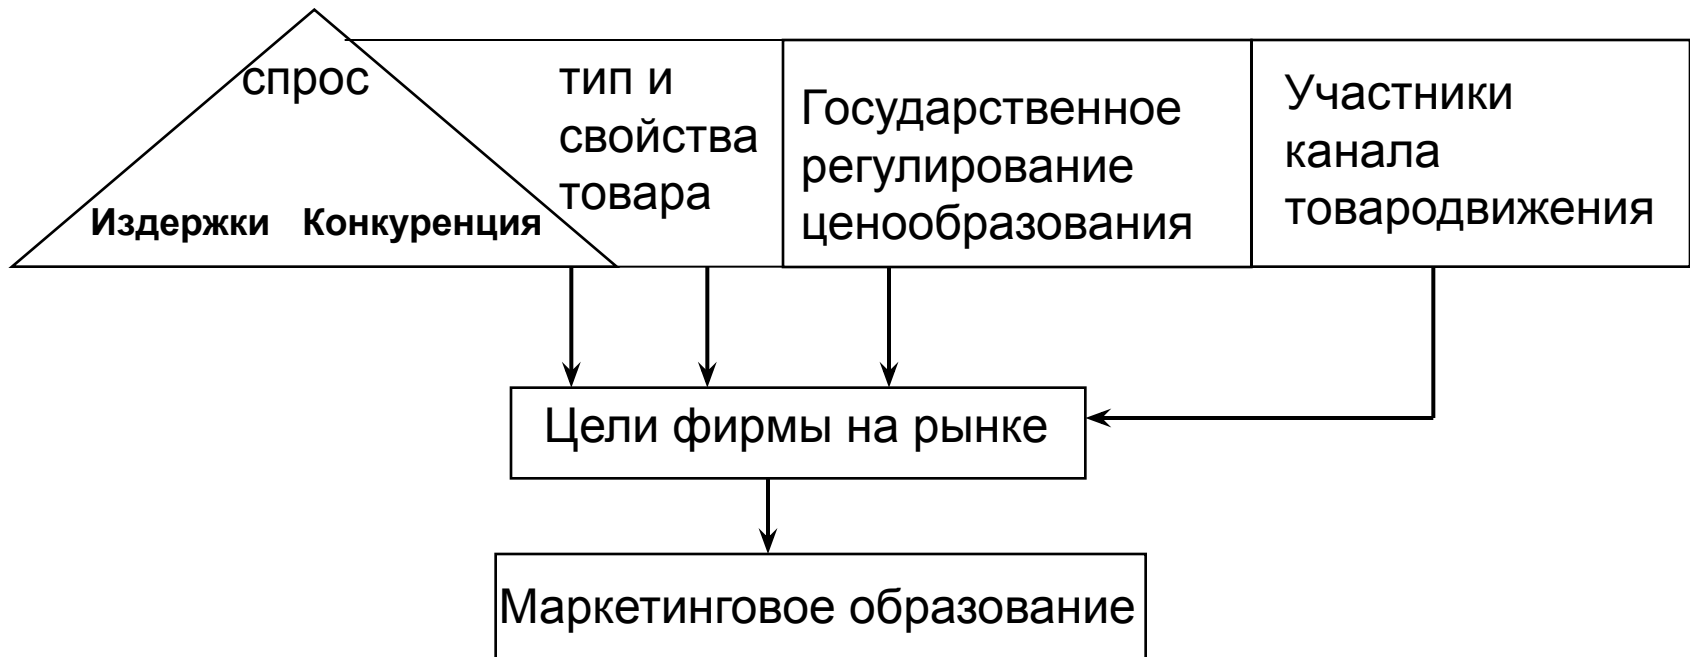 спрос
Издержки Конкуренция
тип и
свойства
товара
Государственное
регулирование
ценообразования
Участники
канала
товародвижения
Цели фирмы на рынке
Маркетинговое образование